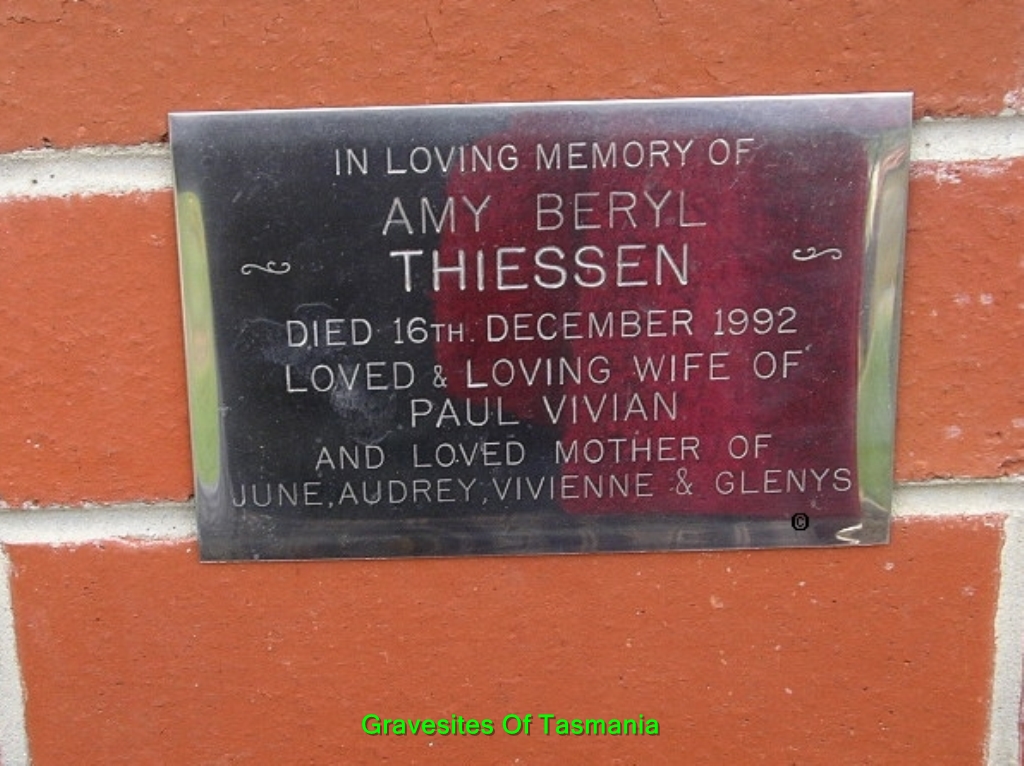 IN LOVING MEMORY OF
AMY BERYL
THIESSEN
DIED 16TH. DECEMBER 1992
LOVED & LOVING WIFE OF
PAUL VIVIAN
AND LOVED MOTHER OF
JUNE, AUDREY, VIVIENNE & GLENYS
©
Gravesites Of Tasmania